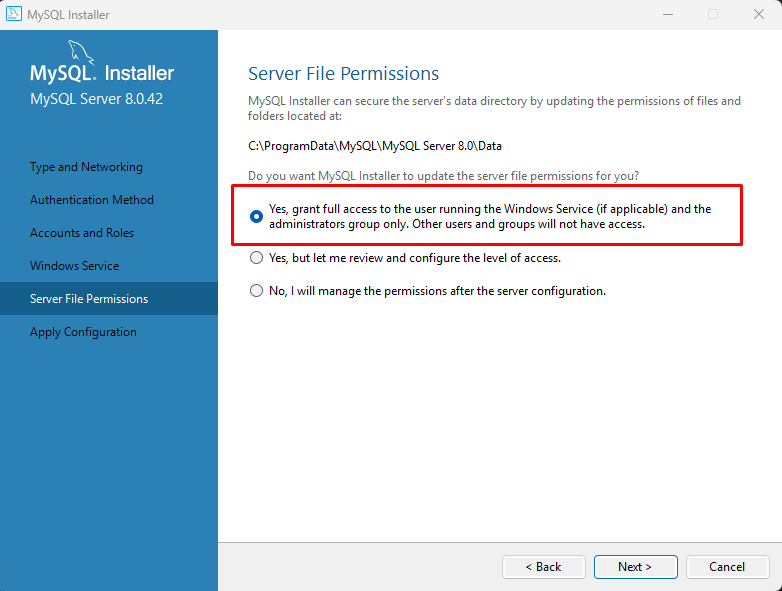 MySQL Installer
MySQL. Installer
MySQL Server 8.0.42
Type and Networking
Authentication Method
Accounts and Roles
Windows Service
Server File Permissions
Apply Configuration
Server File Permissions
MySQL Installer can secure the server's data directory by updating the permissions of files and
folders located at:
C:\ProgramData\MySQL\MySQL Server 8.0\Data
Do you want MySQL Installer to update the server file permissions for you?
Yes, grant full access to the user running the Windows Service (if applicable) and the
administrators group only. Other users and groups will not have access.
Yes, but let me review and configure the level of access.
No, I will manage the permissions after the server configuration.
< Back
Next >
Cancel